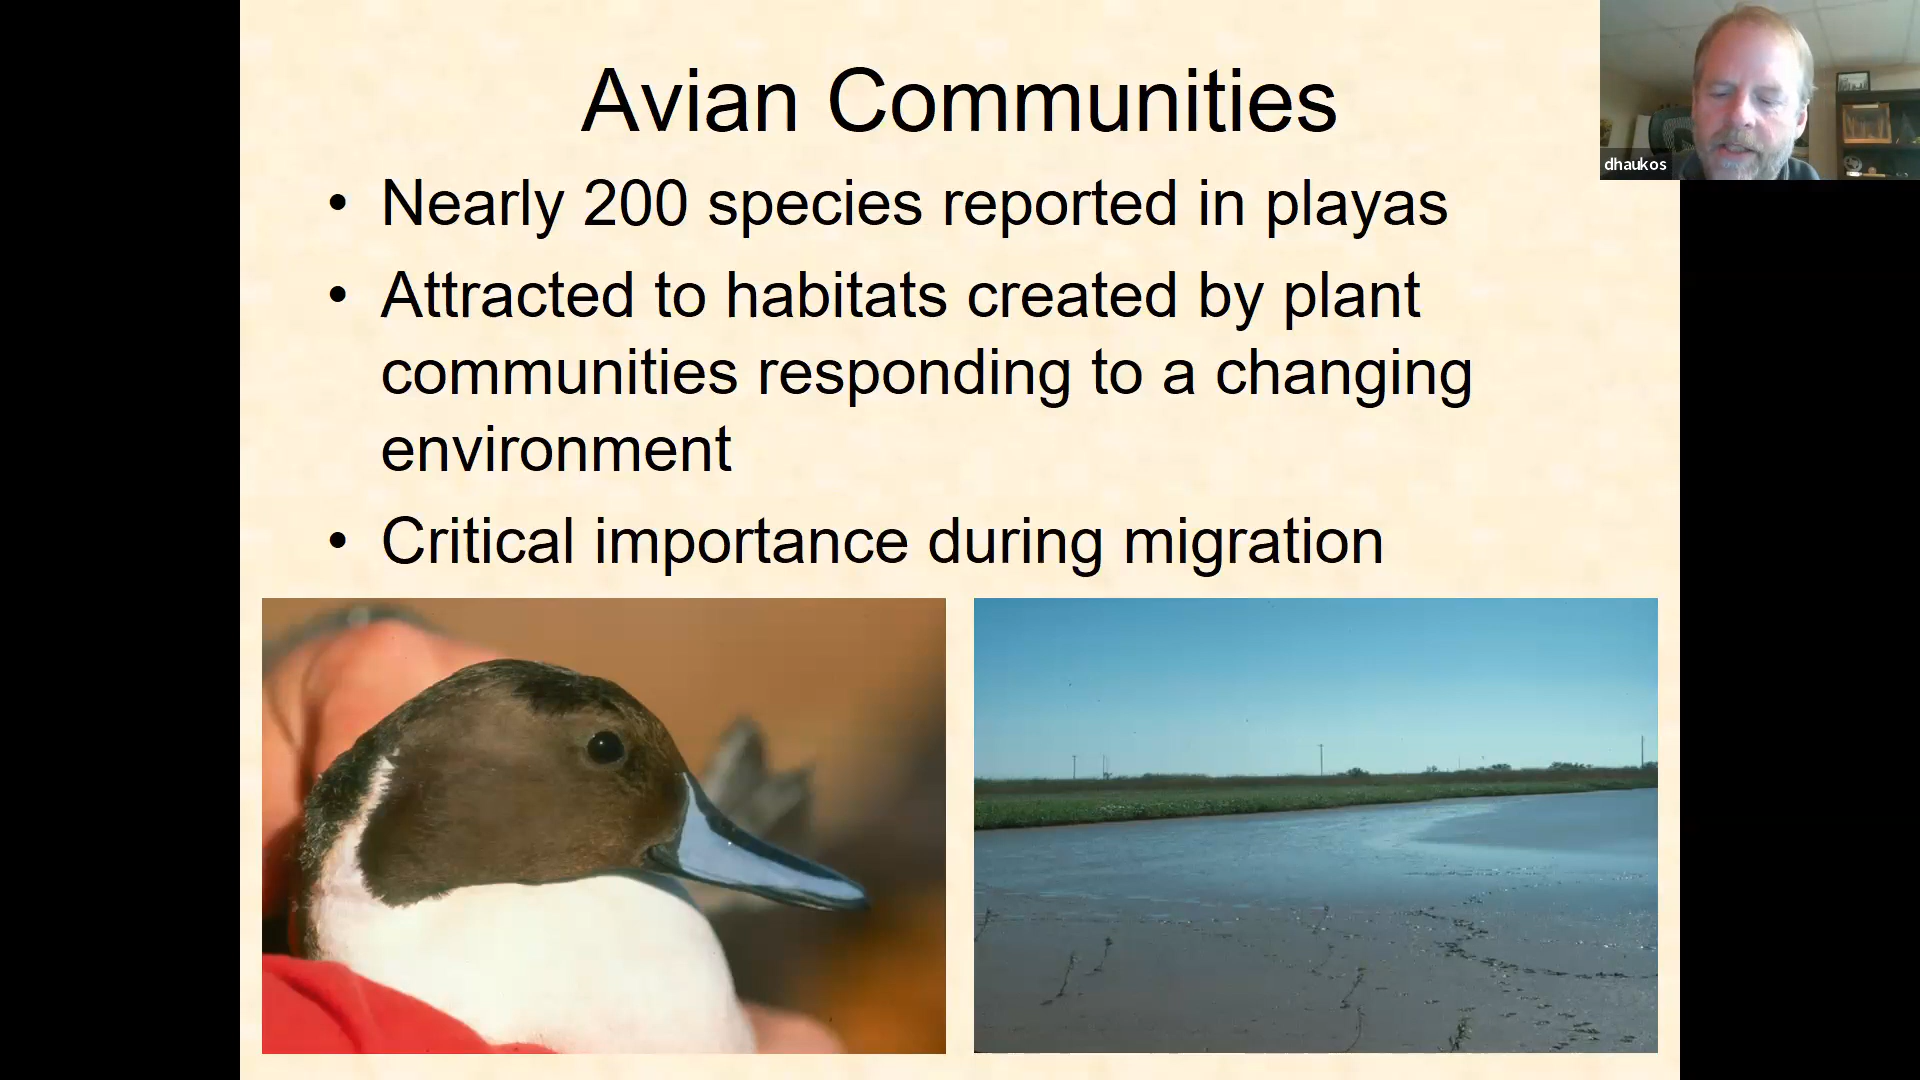 Avian Communities
dhaukos
• Nearly 200 species reported in playas
• Attracted to habitats created by plant
communities responding to a changing
environment
• Critical importance during migration